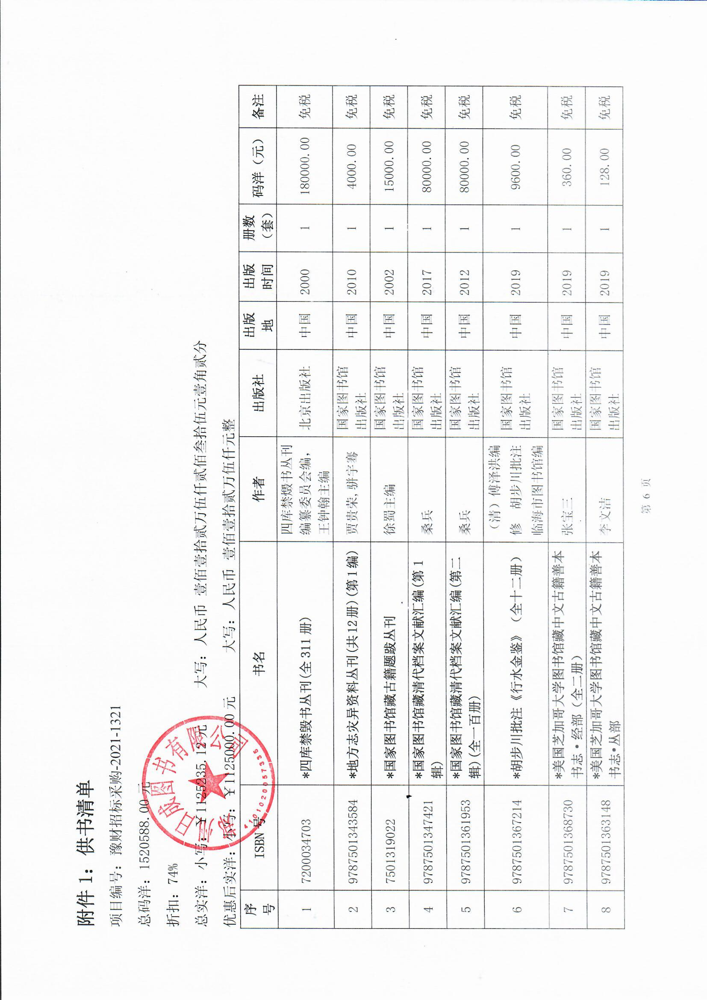 附件 1：供书清单
项目编号：豫财招标采购-2021-1321
总码洋：1520588.00 元
折扣：74%
总实洋：小写：￥1125235.12 元 大写：人民币 壹佰壹拾贰万伍仟贰佰叁拾伍元壹角贰分
优惠后实洋：小写：￥1125000.00 元 大写：人民币 壹佰壹拾贰万伍仟元整
序号 ISBN 号 书名 作者 出版社 出版地 出版时间 册数（套） 码洋（元） 备注
1 7200034703 *四库禁毁书丛刊(全 311 册) 四库禁燬书丛刊编纂委员会编，王钟翰主编 北京出版社 中国 2000 1 180000.00 免税
2 9787501343584 *地方志灾异资料丛刊(共12册)(第1编) 贾贵荣,骈宇骞 国家图书馆出版社 中国 2010 1 4000.00 免税
3 7501319022 *国家图书馆藏古籍题跋丛刊 徐蜀主编 国家图书馆出版社 中国 2002 1 15000.00 免税
4 9787501347421 *国家图书馆藏清代档案文献汇编(第1辑) 桑兵 国家图书馆出版社 中国 2017 1 80000.00 免税
5 9787501361953 *国家图书馆藏清代档案文献汇编(第二辑)(全一百册) 桑兵 国家图书馆出版社 中国 2012 1 80000.00 免税
6 9787501367214 *胡步川批注《行水金鉴》（全十二册） （清）傅泽洪编修 胡步川批注 临海市图书馆编 国家图书馆出版社 中国 2019 1 9600.00 免税
7 9787501368730 *美国芝加哥大学图书馆藏中文古籍善本书志·经部（全二册） 张宝三 国家图书馆出版社 中国 2019 1 360.00 免税
8 9787501363148 *美国芝加哥大学图书馆藏中文古籍善本书志·丛部 李文洁 国家图书馆出版社 中国 2019 1 128.00 免税
图书有限公司
4101020057335
第 6 页